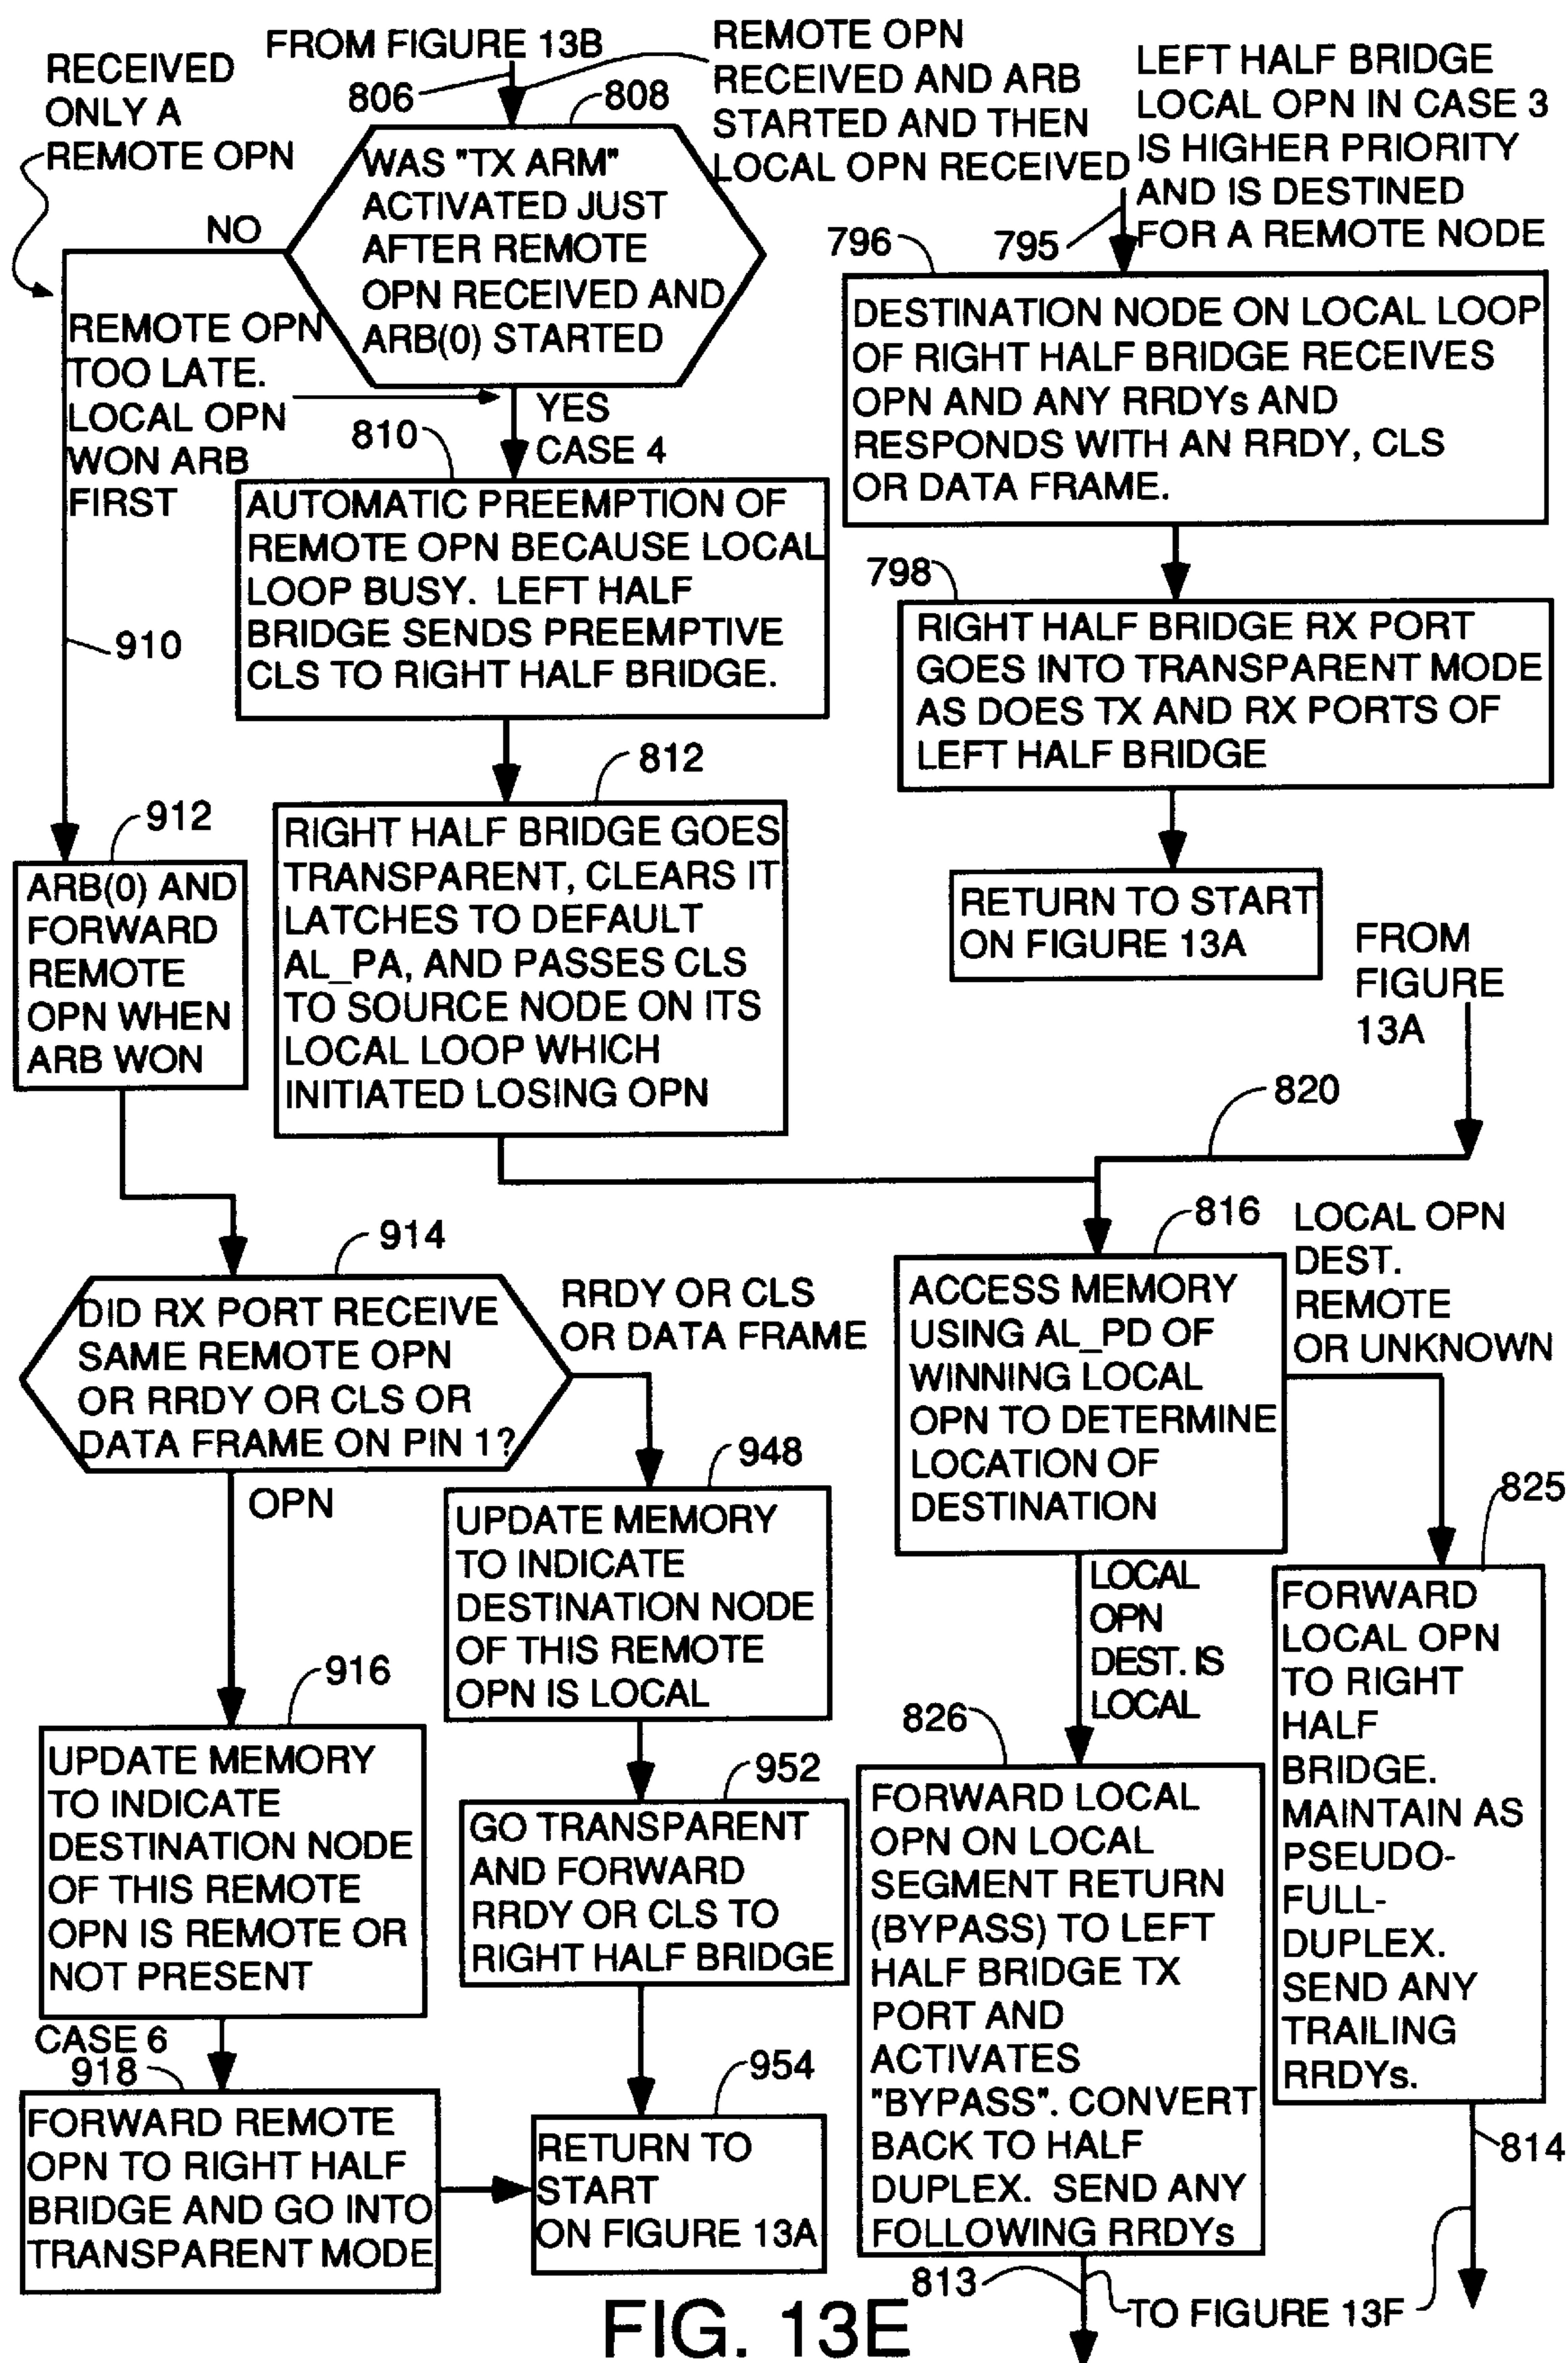 FROM FIGURE 13B
806
808
RECEIVED
ONLY A
REMOTE OPN
REMOTE OPN
RECEIVED AND ARB
STARTED AND THEN
LOCAL OPN RECEIVED
WAS "TX ARM"
ACTIVATED JUST
AFTER REMOTE
OPN RECEIVED AND
ARB(0) STARTED
NO
REMOTE OPN
TOO LATE.
LOCAL OPN
WON ARB
FIRST
YES
CASE 4
810
AUTOMATIC PREEMPTION OF
REMOTE OPN BECAUSE LOCAL
LOOP BUSY. LEFT HALF
BRIDGE SENDS PREEMPTIVE
CLS TO RIGHT HALF BRIDGE.
910
812
RIGHT HALF BRIDGE GOES
TRANSPARENT, CLEARS IT
LATCHES TO DEFAULT
AL_PA, AND PASSES CLS
TO SOURCE NODE ON ITS
LOCAL LOOP WHICH
INITIATED LOSING OPN
912
ARB(0) AND
FORWARD
REMOTE
OPN WHEN
ARB WON
LEFT HALF BRIDGE
LOCAL OPN IN CASE 3
IS HIGHER PRIORITY
AND IS DESTINED
FOR A REMOTE NODE
795
796
DESTINATION NODE ON LOCAL LOOP
OF RIGHT HALF BRIDGE RECEIVES
OPN AND ANY RRDYs AND
RESPONDS WITH AN RRDY, CLS
OR DATA FRAME.
798
RIGHT HALF BRIDGE RX PORT
GOES INTO TRANSPARENT MODE
AS DOES TX AND RX PORTS OF
LEFT HALF BRIDGE
RETURN TO START
ON FIGURE 13A
FROM
FIGURE
13A
820
914
DID RX PORT RECEIVE
SAME REMOTE OPN
OR RRDY OR CLS OR
DATA FRAME ON PIN 1?
RRDY OR CLS
OR DATA FRAME
OPN
948
UPDATE MEMORY
TO INDICATE
DESTINATION NODE
OF THIS REMOTE
OPN IS LOCAL
916
UPDATE MEMORY
TO INDICATE
DESTINATION NODE
OF THIS REMOTE
OPN IS REMOTE OR
NOT PRESENT
952
GO TRANSPARENT
AND FORWARD
RRDY OR CLS TO
RIGHT HALF BRIDGE
CASE 6
918
FORWARD REMOTE
OPN TO RIGHT HALF
BRIDGE AND GO INTO
TRANSPARENT MODE
954
RETURN TO
START
ON FIGURE 13A
816
ACCESS MEMORY
USING AL_PD OF
WINNING LOCAL
OPN TO DETERMINE
LOCATION OF
DESTINATION
LOCAL OPN
DEST.
REMOTE
OR UNKNOWN
LOCAL
OPN
DEST. IS
LOCAL
825
FORWARD
LOCAL OPN
TO RIGHT
HALF
BRIDGE.
MAINTAIN AS
PSEUDO-
FULL-
DUPLEX.
SEND ANY
TRAILING
RRDYs.
826
FORWARD LOCAL
OPN ON LOCAL
SEGMENT RETURN
(BYPASS) TO LEFT
HALF BRIDGE TX
PORT AND
ACTIVATES
"BYPASS". CONVERT
BACK TO HALF
DUPLEX. SEND ANY
FOLLOWING RRDYs
814
813
TO FIGURE 13F
FIG. 13E